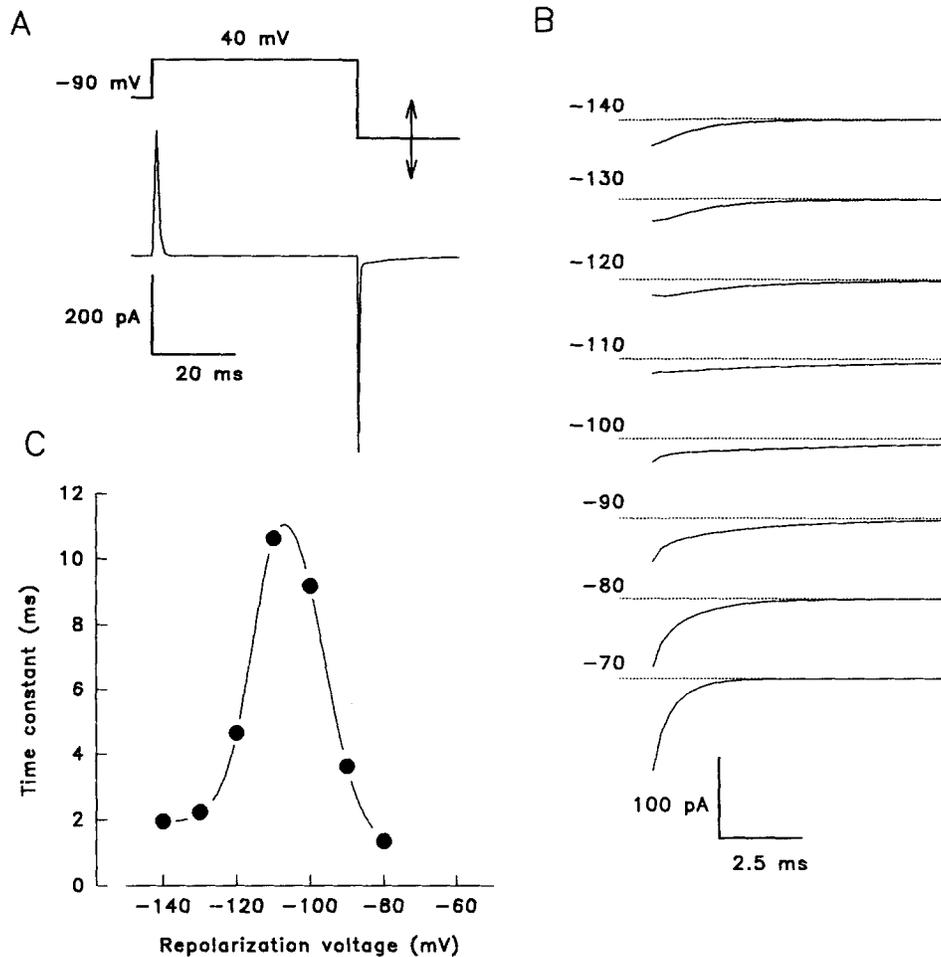 A
40 mV
-90 mV
200 pA
20 ms
B
-140
-130
-120
-110
-100
-90
-80
-70
100 pA
2.5 ms
C
12
10
8
6
4
2
0
Time constant (ms)
-140 -120 -100 -80 -60
Repolarization voltage (mV)